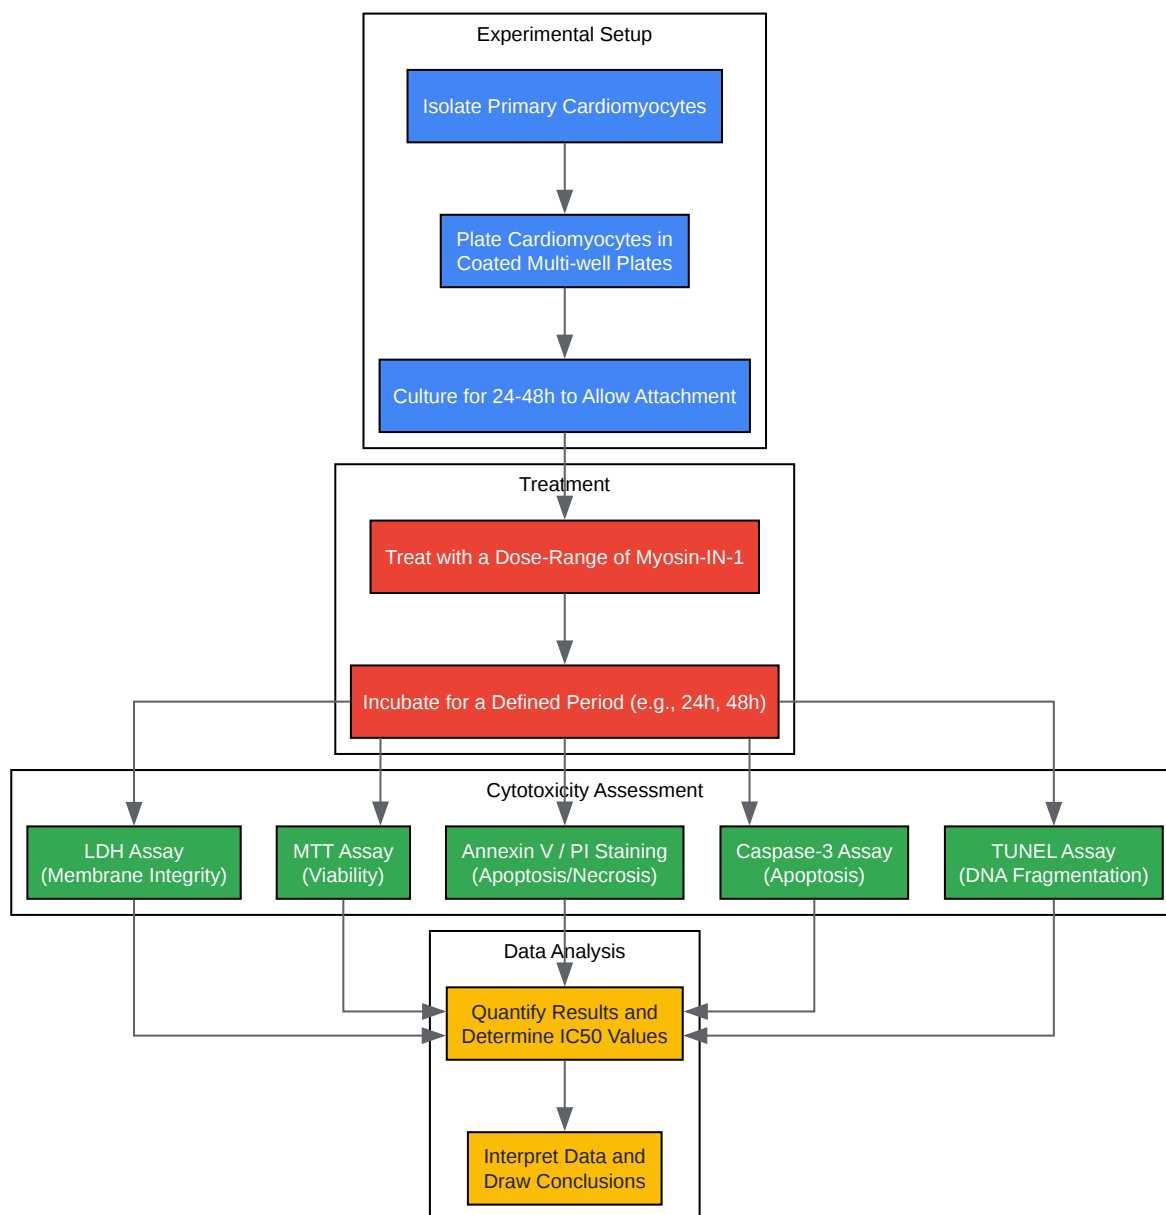 Experimental Setup
Isolate Primary Cardiomyocytes
Plate Cardiomyocytes in
Coated Multi-well Plates
Culture for 24-48h to Allow Attachment
Treatment
Treat with a Dose-Range of Myosin-IN-1
Incubate for a Defined Period (e.g., 24h, 48h)
Cytotoxicity Assessment
LDH Assay
(Membrane Integrity)
MTT Assay
(Viability)
Annexin V / PI Staining
(Apoptosis/Necrosis)
Caspase-3 Assay
(Apoptosis)
TUNEL Assay
(DNA Fragmentation)
Data Analysis
Quantify Results and
Determine IC50 Values
Interpret Data and
Draw Conclusions